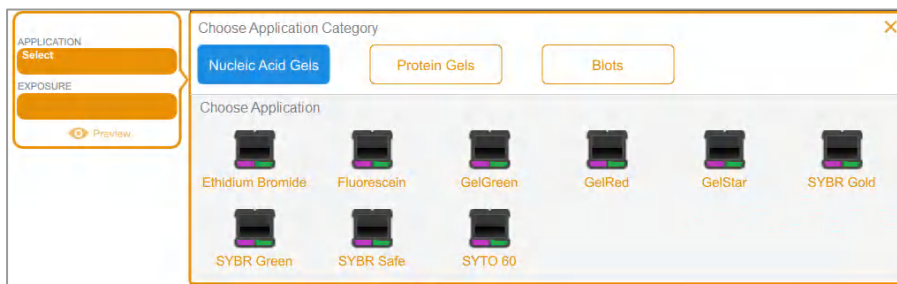 APPLICATION
Select
EXPOSURE
Preview
Choose Application Category
Nucleic Acid Gels Protein Gels Blots
Choose Application
Ethidium Bromide Fluorescein GelGreen GelRed GelStar SYBR Gold
SYBR Green SYBR Safe SYTO 60